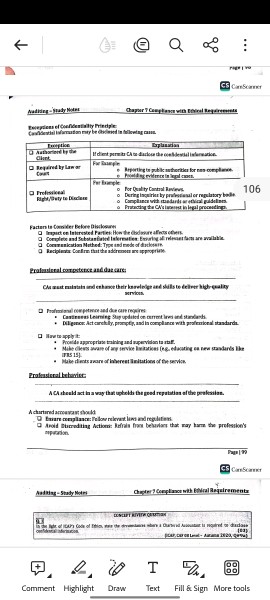 Page | 98
CS CamScanner
Auditing – Study Notes Chapter 7 Compliance with Ethical Requirements
Exceptions of Confidentiality Principle:
Confidential information may be disclosed in following cases.
Exception Explanation
Authorized by the Client. If client permits CA to disclose the confidential information.
Required by Law or Court For Example:
o Reporting to public authorities for non-compliance.
o Providing evidence in legal cases.
Professional Right/Duty to Disclose For Example:
o For Quality Control Reviews.
o During inquiries by professional or regulatory bodie
o Compliance with standards or ethical guidelines.
o Protecting the CA's interest in legal proceedings.
106
Factors to Consider Before Disclosure:
Impact on Interested Parties: How the disclosure affects others.
Complete and Substantiated Information: Ensuring all relevant facts are available.
Communication Method: Type and mode of disclosure.
Recipients: Confirm that the addressees are appropriate.
Professional competence and due care:
CAs must maintain and enhance their knowledge and skills to deliver high-quality
services.
Professional competence and due care requires:
• Continuous Learning: Stay updated on current laws and standards.
• Diligence: Act carefully, promptly, and in compliance with professional standards.
How to apply it:
• Provide appropriate training and supervision to staff.
• Make clients aware of any service limitations (e.g., educating on new standards like
IFRS 15).
• Make clients aware of inherent limitations of the service.
Professional behavior:
A CA should act in a way that upholds the good reputation of the profession.
A chartered accountant should:
Ensure compliance: Follow relevant laws and regulations.
Avoid Discrediting Actions: Refrain from behaviors that may harm the profession's
reputation.
Page | 99
CS CamScanner
Auditing – Study Notes Chapter 7 Compliance with Ethical Requirements
CONCEPT REVIEW QUESTION
In the light of ICAP's Code of Ethics, state the circumstances where a Chartered Accountant is required to disclose
confidential information. (03)
(ICAP, CAF 08 Level – Autumn 2020,
Comment Highlight Draw Text Fill & Sign More tools